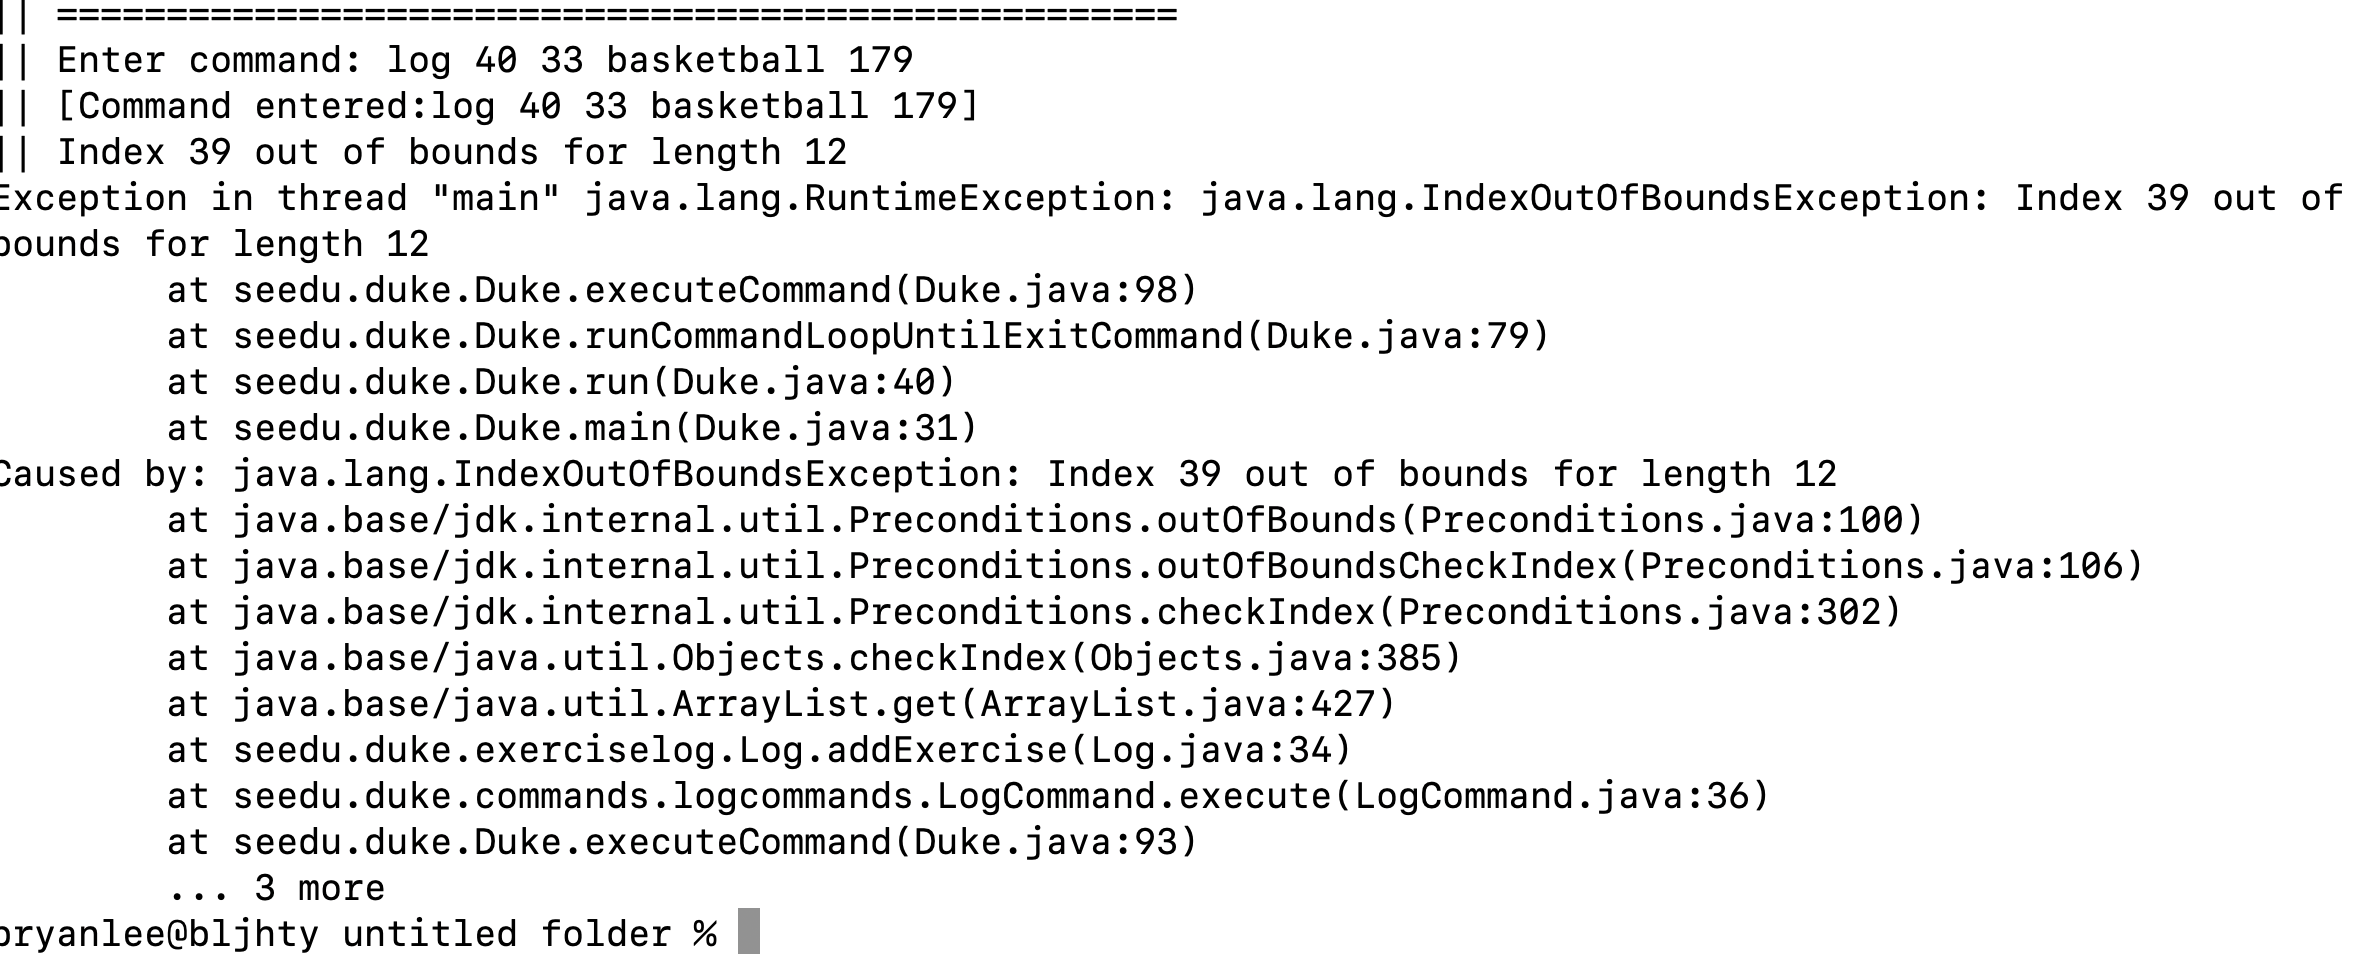 || ===================================================
|| Enter command: log 40 33 basketball 179
|| [Command entered:log 40 33 basketball 179]
|| Index 39 out of bounds for length 12
Exception in thread "main" java.lang.RuntimeException: java.lang.IndexOutOfBoundsException: Index 39 out of
bounds for length 12
at seedu.duke.Duke.executeCommand(Duke.java:98)
at seedu.duke.Duke.runCommandLoopUntilExitCommand(Duke.java:79)
at seedu.duke.Duke.run(Duke.java:40)
at seedu.duke.Duke.main(Duke.java:31)
Caused by: java.lang.IndexOutOfBoundsException: Index 39 out of bounds for length 12
at java.base/jdk.internal.util.Preconditions.outOfBounds(Preconditions.java:100)
at java.base/jdk.internal.util.Preconditions.outOfBoundsCheckIndex(Preconditions.java:106)
at java.base/jdk.internal.util.Preconditions.checkIndex(Preconditions.java:302)
at java.base/java.util.Objects.checkIndex(Objects.java:385)
at java.base/java.util.ArrayList.get(ArrayList.java:427)
at seedu.duke.exerciselog.Log.addExercise(Log.java:34)
at seedu.duke.commands.logcommands.LogCommand.execute(LogCommand.java:36)
at seedu.duke.Duke.executeCommand(Duke.java:93)
... 3 more
bryanlee@bljhty untitled folder %